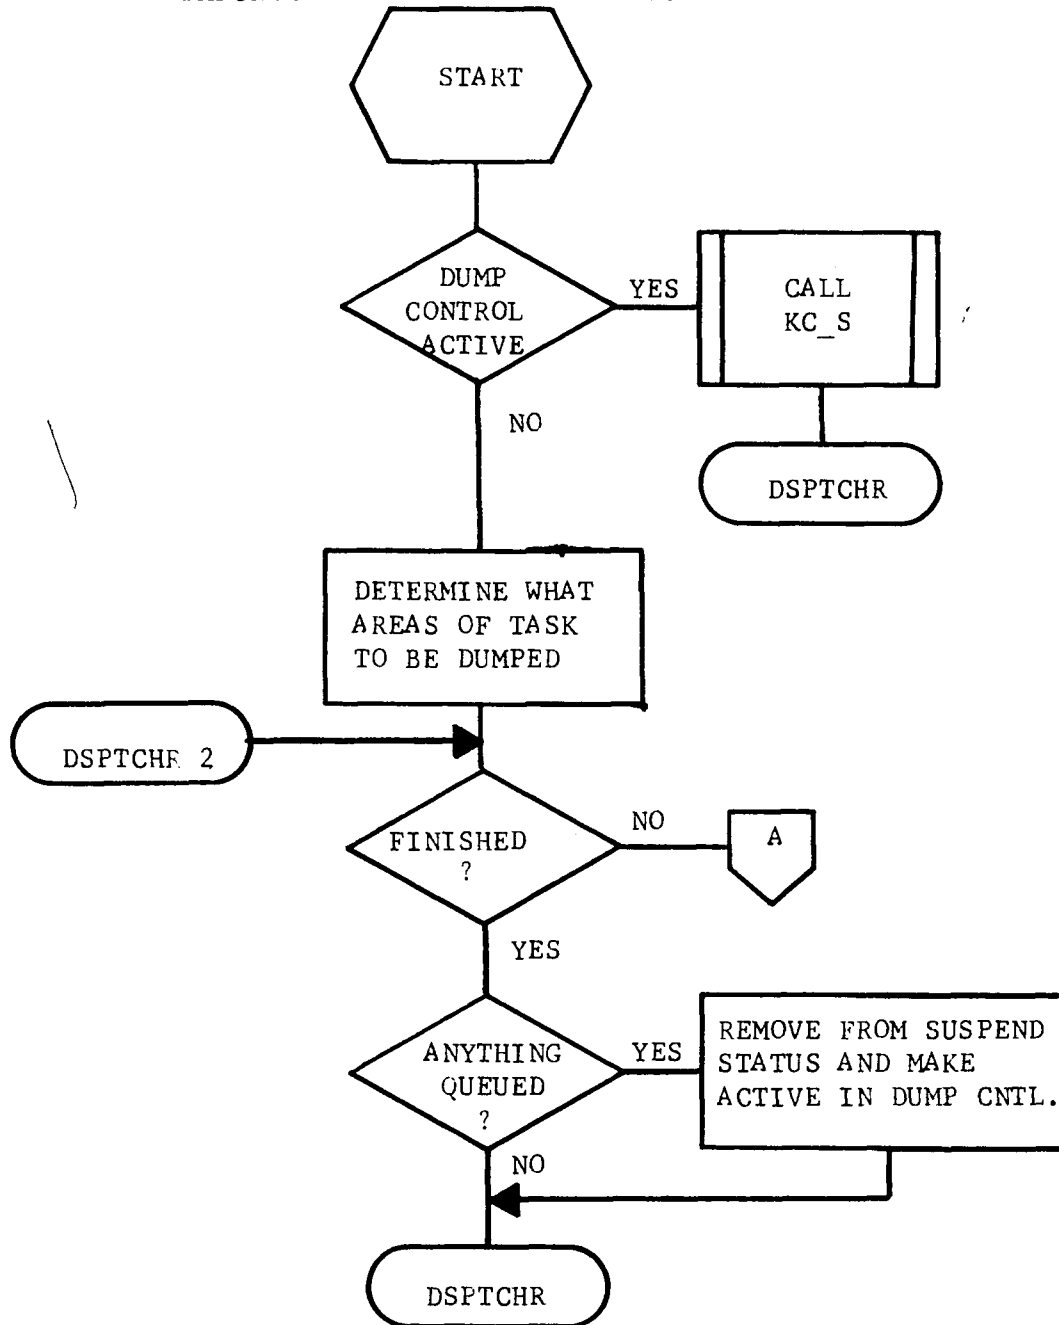 START
DUMP
CONTROL
ACTIVE
YES
CALL
KC_S
NO
DSPTCHR
DETERMINE WHAT
AREAS OF TASK
TO BE DUMPED
DSPTCHR 2
FINISHED
?
NO
A
YES
ANYTHING
QUEUED
?
YES
REMOVE FROM SUSPEND
STATUS AND MAKE
ACTIVE IN DUMP CNTL.
NO
DSPTCHR